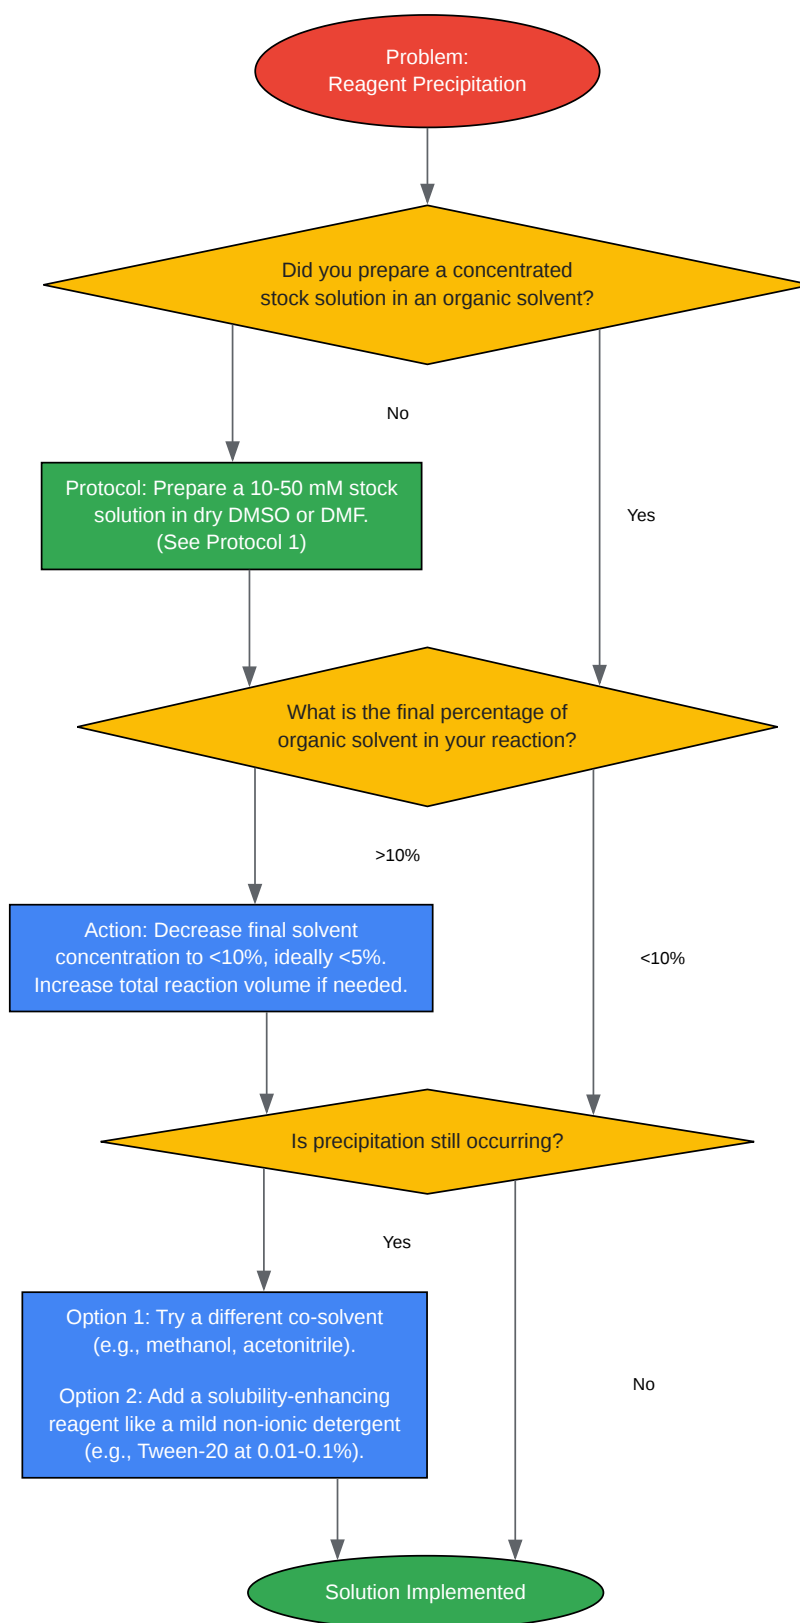 Problem:
Reagent Precipitation
Did you prepare a concentrated
stock solution in an organic solvent?
No
Protocol: Prepare a 10-50 mM stock
solution in dry DMSO or DMF.
(See Protocol 1)
Yes
What is the final percentage of
organic solvent in your reaction?
>10%
Action: Decrease final solvent
concentration to <10%, ideally <5%.
Increase total reaction volume if needed.
<10%
Is precipitation still occurring?
Yes
Option 1: Try a different co-solvent
(e.g., methanol, acetonitrile).
Option 2: Add a solubility-enhancing
reagent like a mild non-ionic detergent
(e.g., Tween-20 at 0.01-0.1%).
No
Solution Implemented